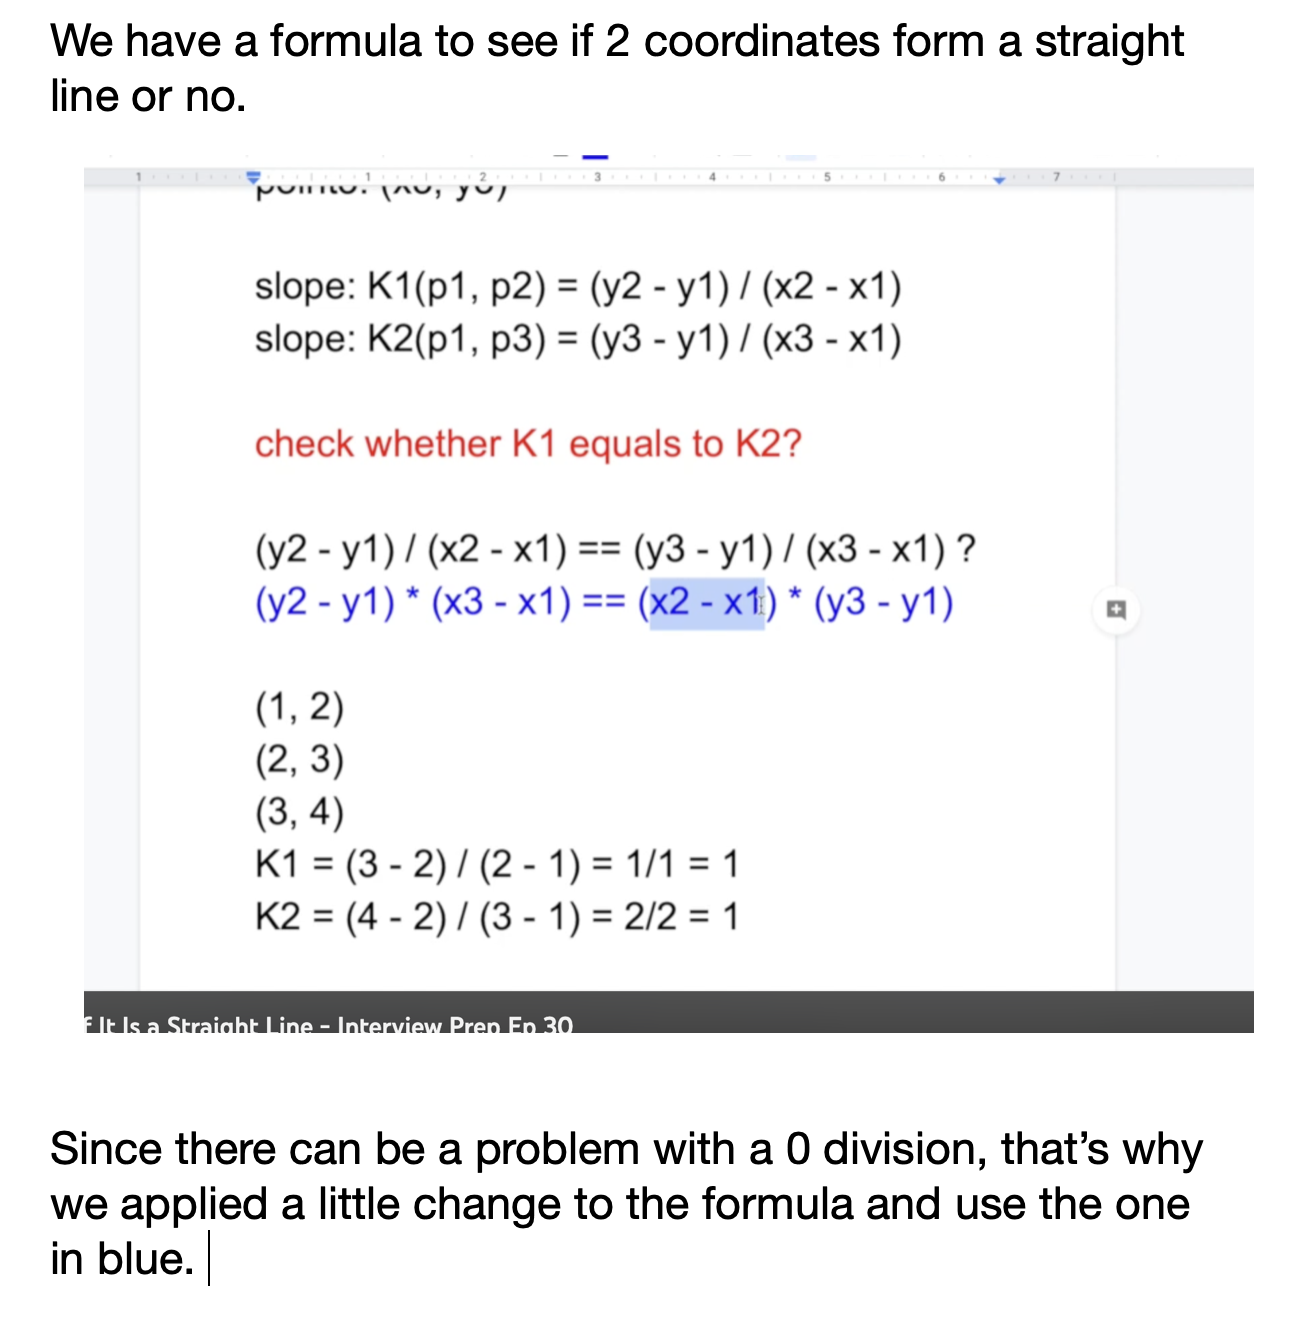 We have a formula to see if 2 coordinates form a straight
line or no.
1 1 2 3 4 5 6 7
slope: K1(p1, p2) = (y2 - y1) / (x2 - x1)
slope: K2(p1, p3) = (y3 - y1) / (x3 - x1)
check whether K1 equals to K2?
(y2 - y1) / (x2 - x1) == (y3 - y1) / (x3 - x1) ?
(y2 - y1) * (x3 - x1) == (x2 - x1) * (y3 - y1)
(1, 2)
(2, 3)
(3, 4)
K1 = (3 - 2) / (2 - 1) = 1/1 = 1
K2 = (4 - 2) / (3 - 1) = 2/2 = 1
f It Is a Straight Line - Interview Prep Ep 30
Since there can be a problem with a 0 division, that’s why
we applied a little change to the formula and use the one
in blue.